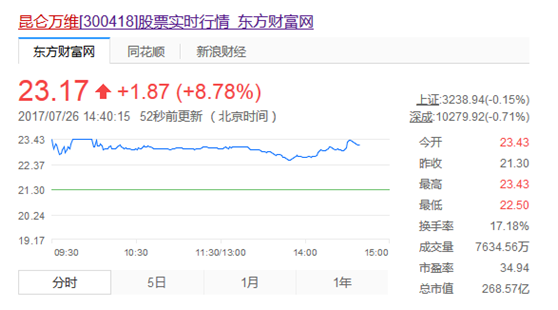 昆仑万维[300418]股票实时行情_东方财富网
东方财富网 同花顺 新浪财经
23.17 +1.87 (+8.78%)
2017/07/26 14:40:15 52秒前更新 (北京时间)
上证:3238.94(-0.15%)
深成:10279.92(-0.71%)
23.43
22.37
21.30
20.24
19.17
09:30 10:30 11:30/13:00 14:00 15:00
今开 23.43
昨收 21.30
最高 23.43
最低 22.50
换手率 17.18%
成交量 7634.56万
市盈率 34.94
总市值 268.57亿
分时 5日 1月 1年